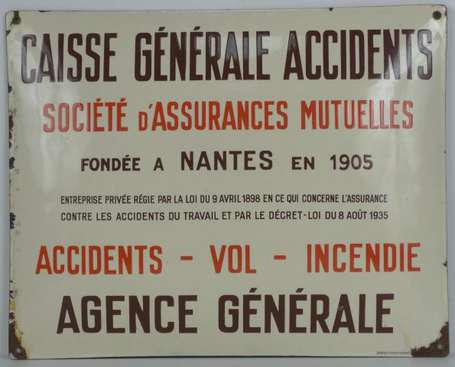 CAISSE GÉNÉRALE ACCIDENTS
SOCIÉTÉ D'ASSURANCES MUTUELLES
FONDÉE A NANTES EN 1905
ENTREPRISE PRIVÉE RÉGIE PAR LA LOI DU 9 AVRIL 1898 EN CE QUI CONCERNE L'ASSURANCE
CONTRE LES ACCIDENTS DU TRAVAIL ET PAR LE DÉCRET-LOI DU 8 AOÛT 1935
ACCIDENTS - VOL - INCENDIE
AGENCE GÉNÉRALE